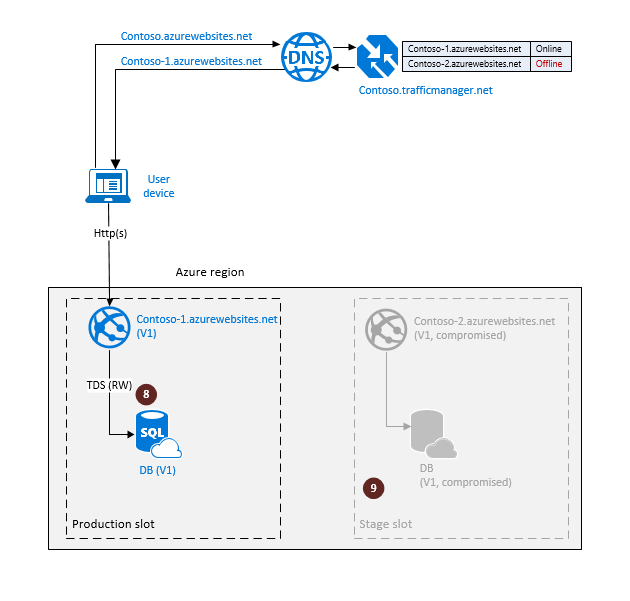 Contoso.azurewebsites.net
Contoso-1.azurewebsites.net
DNS
Contoso-1.azurewebsites.net Online
Contoso-2.azurewebsites.net Offline
Contoso.trafficmanager.net
User
device
Http(s)
Azure region
Contoso-1.azurewebsites.net
(V1)
Contoso-2.azurewebsites.net
(V1, compromised)
TDS (RW)
8
SQL
DB (V1)
DB
(V1, compromised)
9
Production slot
Stage slot